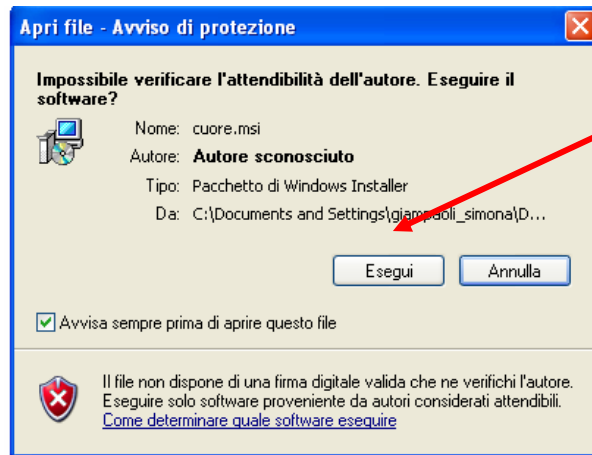 Apri file - Avviso di protezione
Impossibile verificare l'attendibilità dell'autore. Eseguire il
software?
Nome: cuore.msi
Autore: Autore sconosciuto
Tipo: Pacchetto di Windows Installer
Da: C:\Documents and Settings\giampaoli_simona\D...
Esegui Annulla
Avvisa sempre prima di aprire questo file
Il file non dispone di una firma digitale valida che ne verifichi l'autore.
Eseguire solo software proveniente da autori considerati attendibili.
Come determinare quale software eseguire